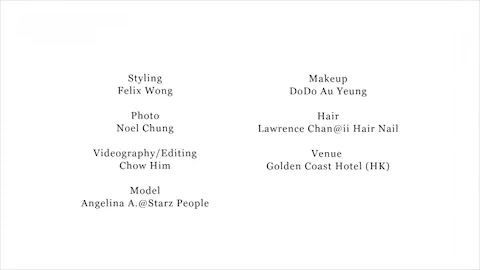 Styling
Felix Wong
Photo
Noel Chung
Videography/Editing
Chow Him
Model
Angelina A.@Starz People
Makeup
DoDo Au Yeung
Hair
Lawrence Chan@ii Hair Nail
Venue
Golden Coast Hotel (HK)